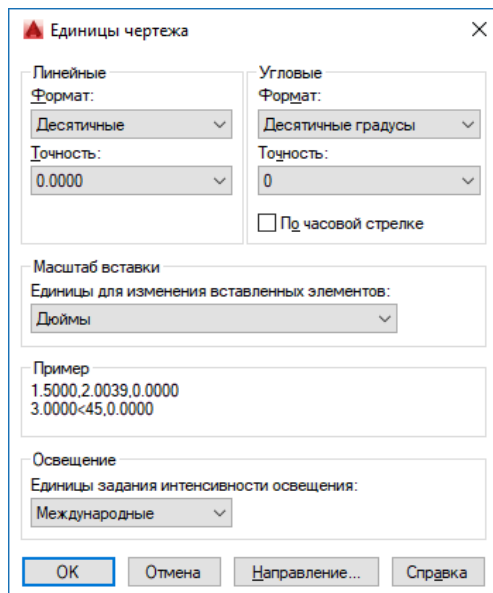 Единицы чертежа
Линейные
Формат:
Десятичные
Точность:
0.0000
Угловые
Формат:
Десятичные градусы
Точность:
0
По часовой стрелке
Масштаб вставки
Единицы для изменения вставленных элементов:
Дюймы
Пример
1.5000,2.0039,0.0000
3.0000<45,0.0000
Освещение
Единицы задания интенсивности освещения:
Международные
OK
Отмена
Направление...
Справка